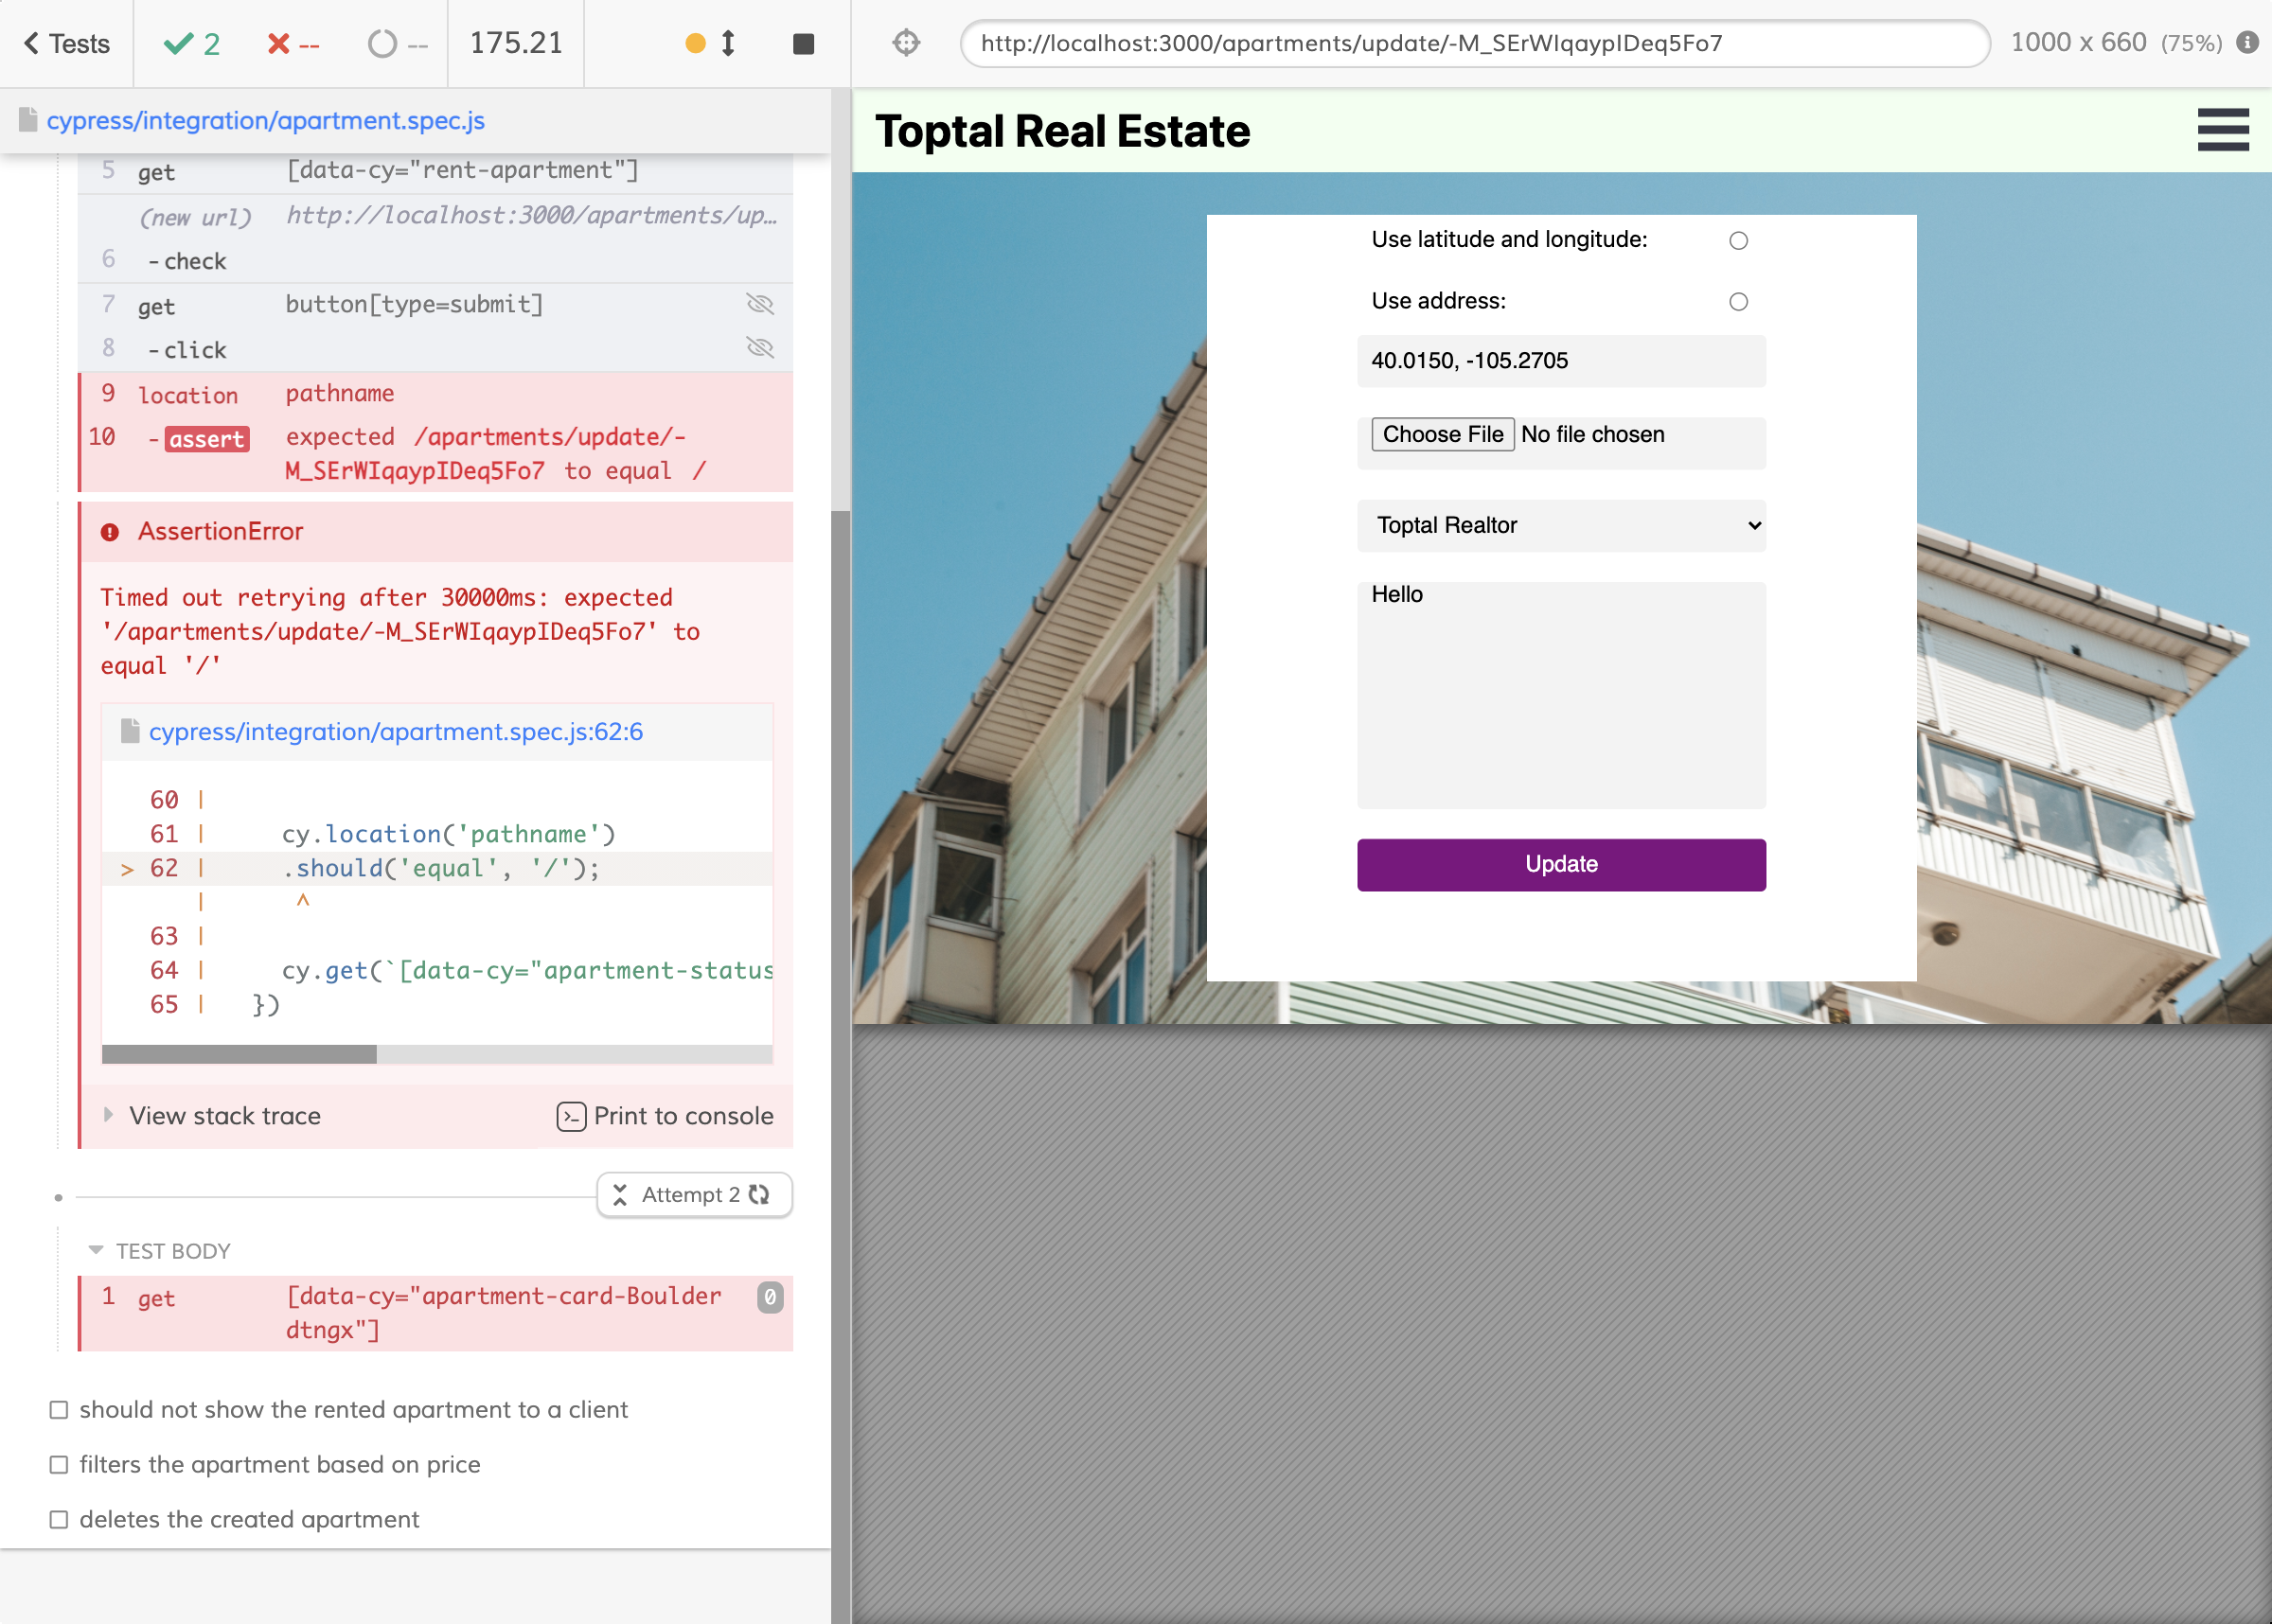 Tests
2
--
--
175.21
http://localhost:3000/apartments/update/-M_SErWIqaypIDeq5Fo7
1000 x 660 (75%)
cypress/integration/apartment.spec.js
5 get [data-cy="rent-apartment"]
(new url) http://localhost:3000/apartments/up…
6 - check
7 get button[type=submit]
8 - click
9 location pathname
10 - assert expected /apartments/update/-
M_SErWIqaypIDeq5Fo7 to equal /
AssertionError
Timed out retrying after 30000ms: expected
'/apartments/update/-M_SErWIqaypIDeq5Fo7' to
equal '/'
cypress/integration/apartment.spec.js:62:6
60 |
61 | cy.location('pathname')
> 62 | .should('equal', '/');
| ^
63 |
64 | cy.get(`[data-cy="apartment-status
65 | })
View stack trace
Print to console
Attempt 2
TEST BODY
1 get [data-cy="apartment-card-Boulder 0
dtngx"]
should not show the rented apartment to a client
filters the apartment based on price
deletes the created apartment
Toptal Real Estate
Use latitude and longitude:
Use address:
40.0150, -105.2705
Choose File No file chosen
Toptal Realtor
Hello
Update